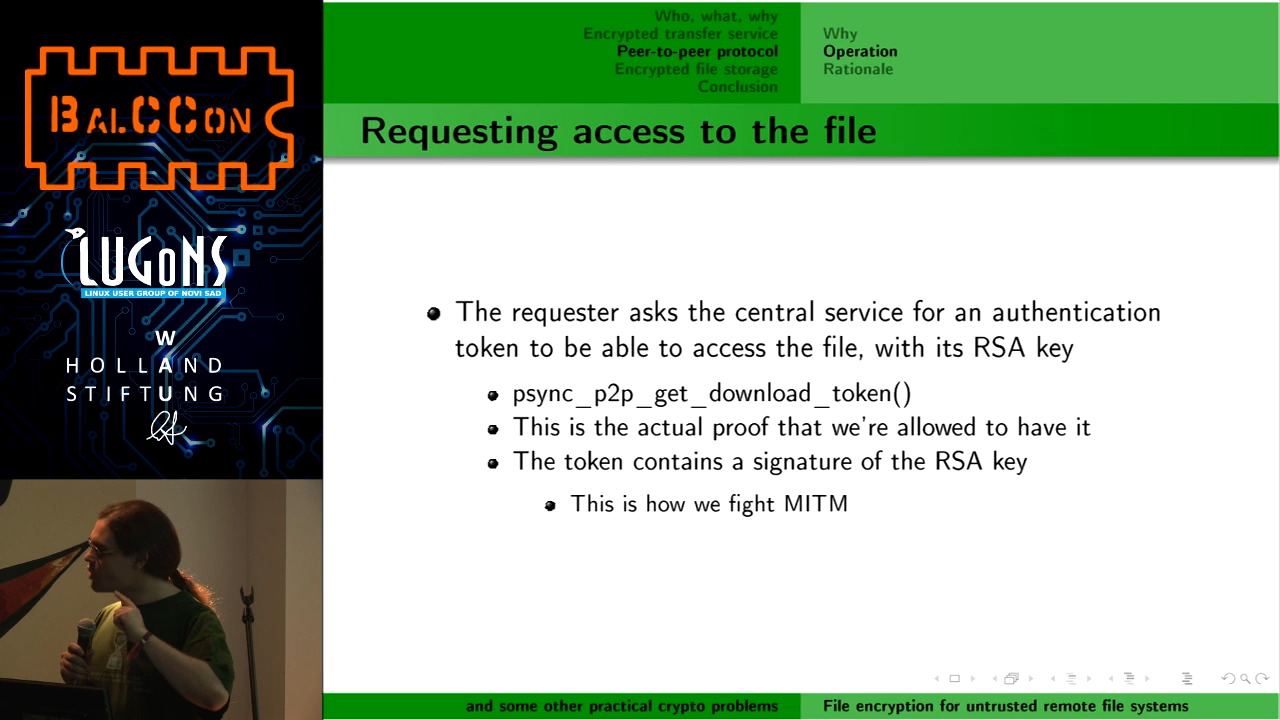 BALCCON
LUGoNS
LINUX USER GROUP OF NOVI SAD
W
HOLLAND
A
STIFTUNG
Who, what, why
Encrypted transfer service
Peer-to-peer protocol
Encrypted file storage
Conclusion
Why
Operation
Rationale
Requesting access to the file
The requester asks the central service for an authentication
token to be able to access the file, with its RSA key
psync_p2p_get_download_token()
This is the actual proof that we're allowed to have it
The token contains a signature of the RSA key
This is how we fight MITM
and some other practical crypto problems
File encryption for untrusted remote file systems